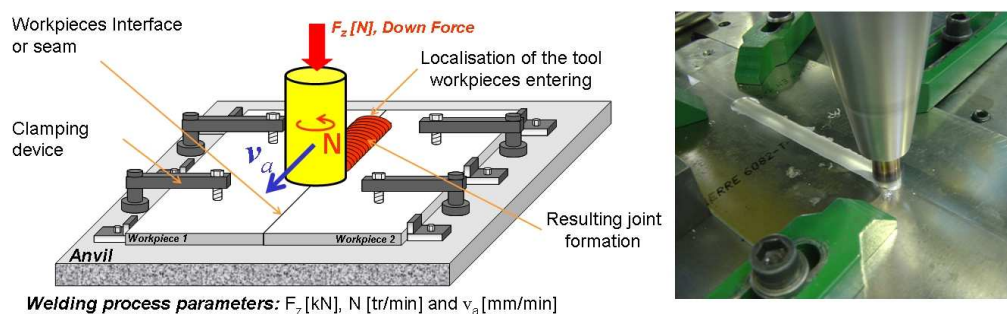 Workpieces Interface
or seam
F_z [N], Down Force
Localisation of the tool
workpieces entering
Clamping
device
N
v_a
Resulting joint
formation
Workpiece 1
Workpiece 2
Anvil
Welding process parameters: F_z [kN], N [tr/min] and v_a [mm/min]
ERRE 6082-T